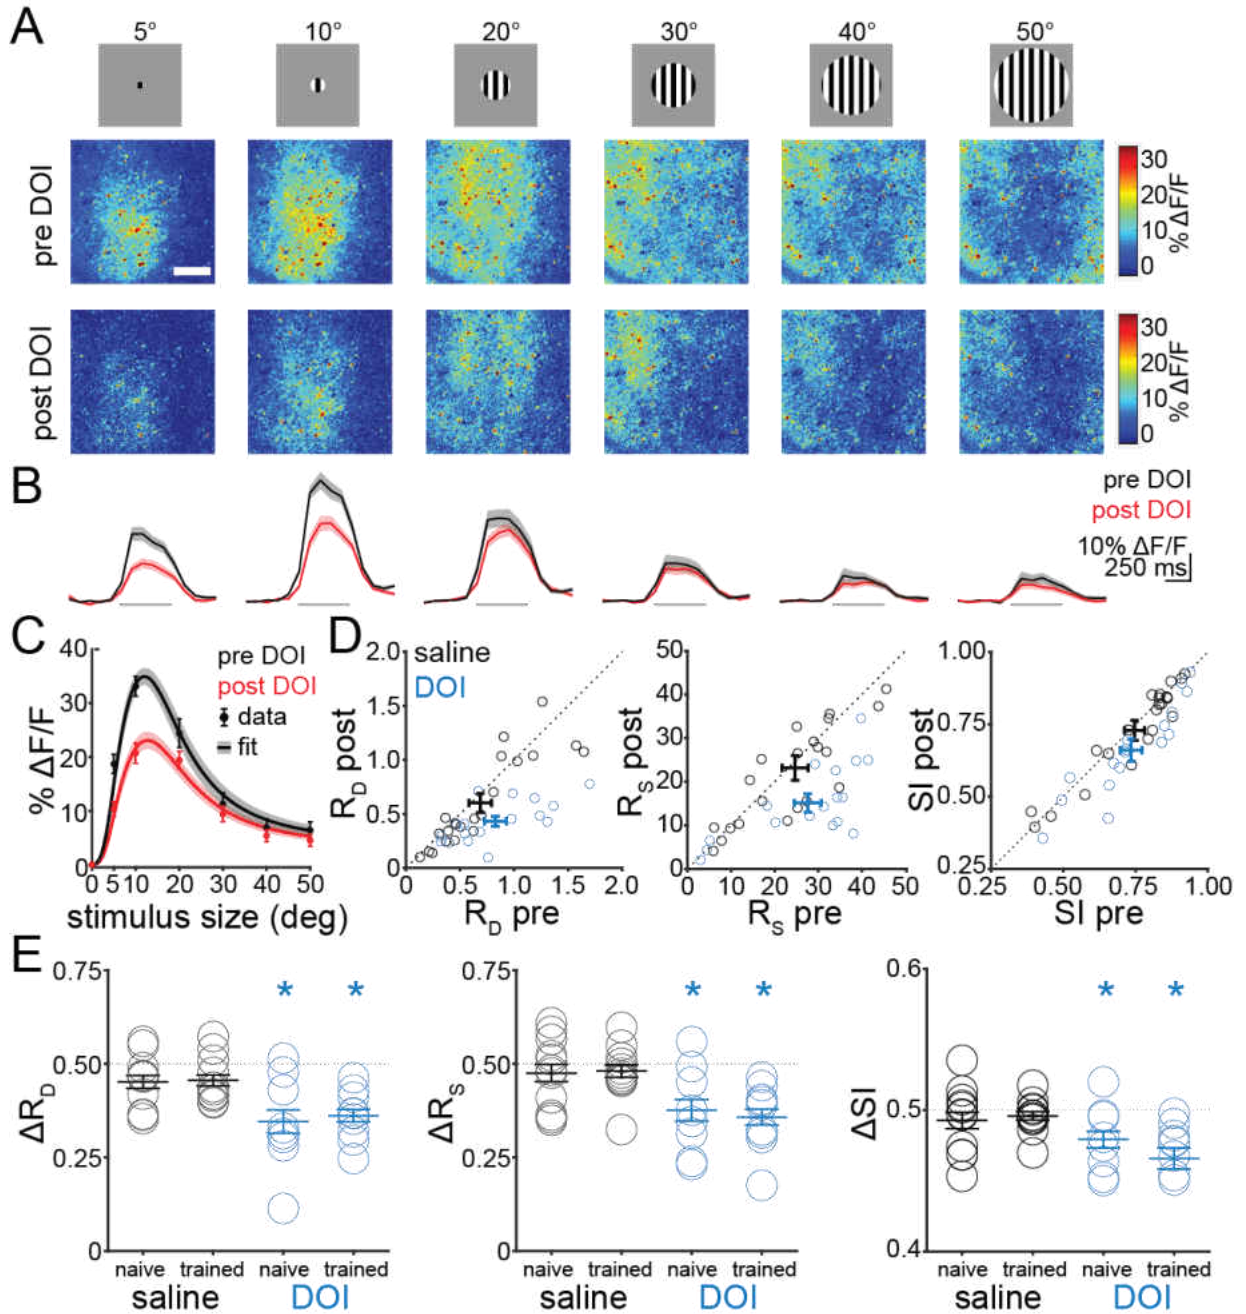 A
5° 10° 20° 30° 40° 50°
pre DOI
30
20
10
0
% ΔF/F
post DOI
30
20
10
0
% ΔF/F
B
pre DOI
post DOI
10% ΔF/F
250 ms
C
40
30
20
10
0
% ΔF/F
pre DOI
post DOI
data
fit
0 5 10 20 30 40 50
stimulus size (deg)
D
2.0
1.5
1.0
0.5
0
R_D post
saline
DOI
0 0.5 1.0 1.5 2.0
R_D pre
50
40
30
20
10
0
R_S post
0 10 20 30 40 50
R_S pre
1.00
0.75
0.50
0.25
SI post
0.25 0.50 0.75 1.00
SI pre
E
0.75
0.50
0.25
0
ΔR_D
* *
naive trained naive trained
saline DOI
0.75
0.50
0.25
0
ΔR_S
* *
naive trained naive trained
saline DOI
0.6
0.5
0.4
ΔSI
* *
naive trained naive trained
saline DOI